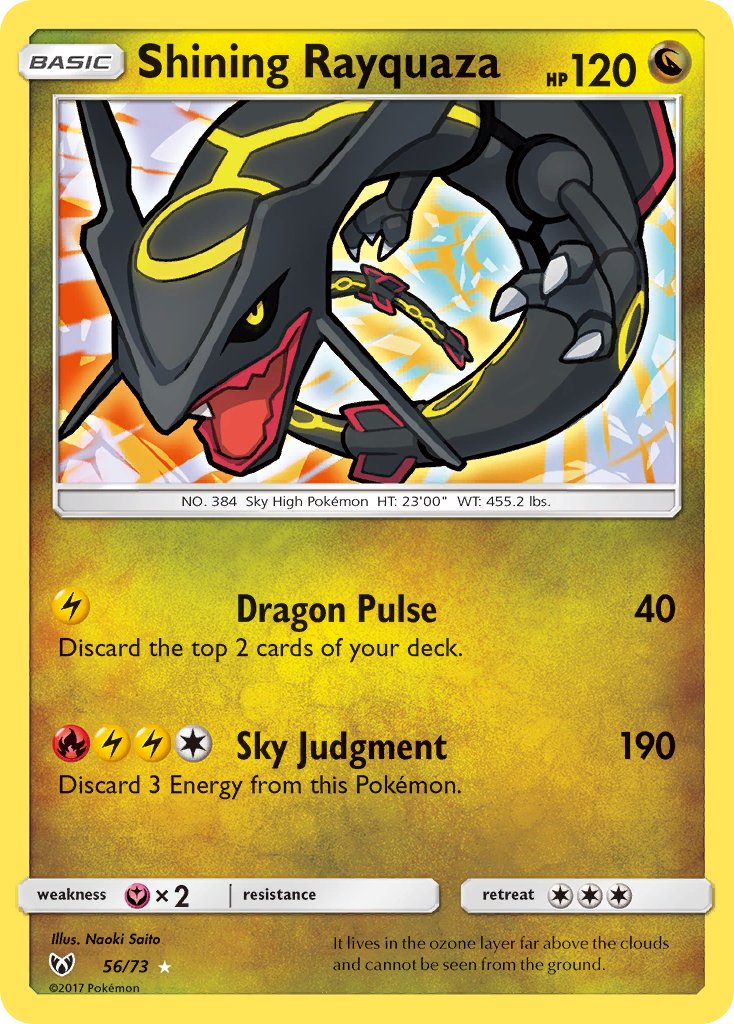 BASIC Shining Rayquaza HP 120
NO. 384 Sky High Pokémon HT: 23'00" WT: 455.2 lbs.
Dragon Pulse 40
Discard the top 2 cards of your deck.
Sky Judgment 190
Discard 3 Energy from this Pokémon.
weakness × 2 resistance retreat
Illus. Naoki Saito
56/73
©2017 Pokémon
It lives in the ozone layer far above the clouds
and cannot be seen from the ground.